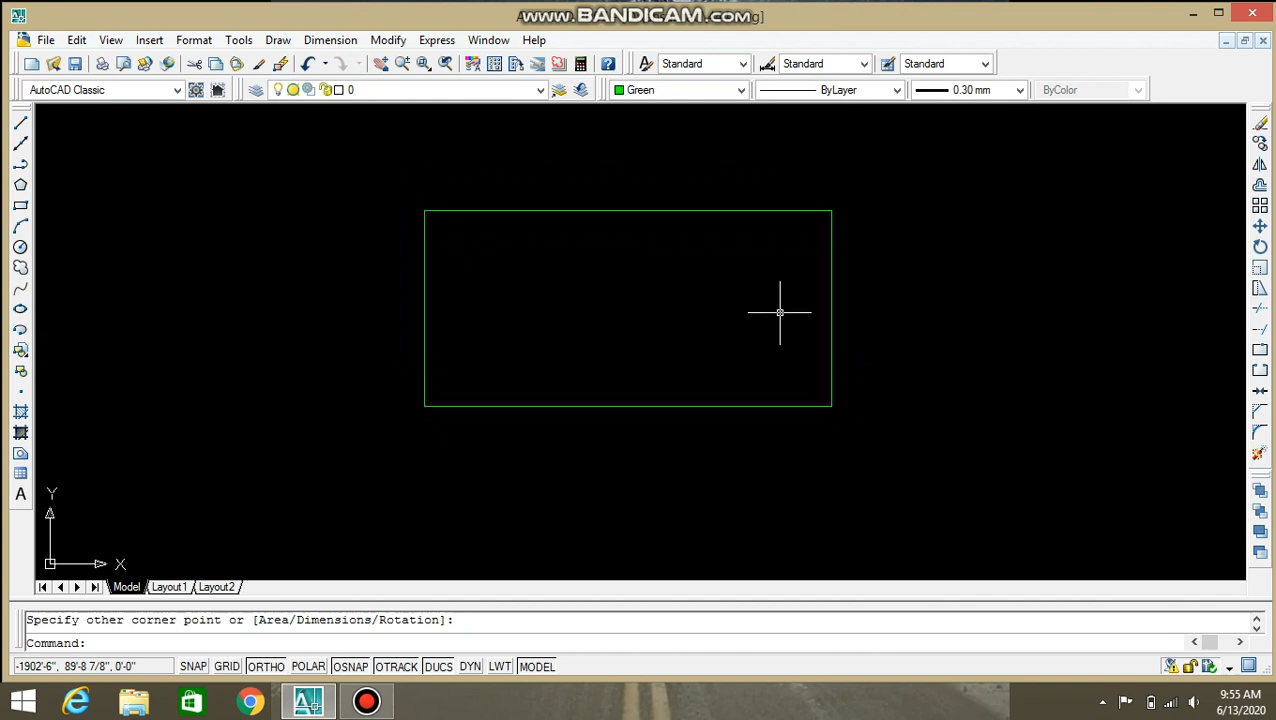 www.BANDICAM.com
File Edit View Insert Format Tools Draw Dimension Modify Express Window Help
Standard Standard Standard
AutoCAD Classic 0 Green ByLayer 0.30 mm ByColor
A
Y
X
Model Layout1 Layout2
Specify other corner point or [Area/Dimensions/Rotation]:
Command:
-1902'-6", 89'-8 7/8", 0'-0" SNAP GRID ORTHO POLAR OSNAP OTRACK DUCS DYN LWT MODEL
9:55 AM
6/13/2020